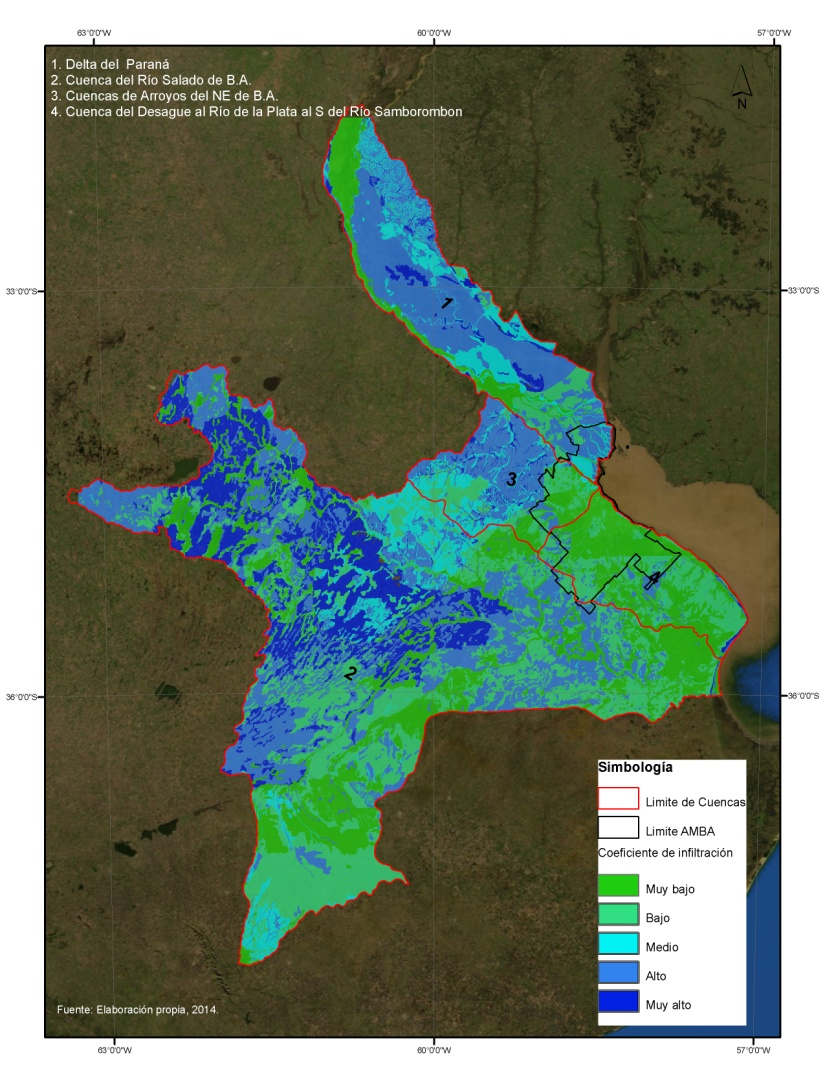 63°0'0"W 60°0'0"W 57°0'0"W
1. Delta del Paraná
2. Cuenca del Río Salado de B.A.
3. Cuencas de Arroyos del NE de B.A.
4. Cuenca del Desague al Río de la Plata al S del Río Samborombon
N
33°0'0"S 33°0'0"S
1
3
4
2
36°0'0"S 36°0'0"S
Simbología
Limite de Cuencas
Limite AMBA
Coeficiente de infiltración
Muy bajo
Bajo
Medio
Alto
Muy alto
Fuente: Elaboración propia, 2014.
63°0'0"W 60°0'0"W 57°0'0"W